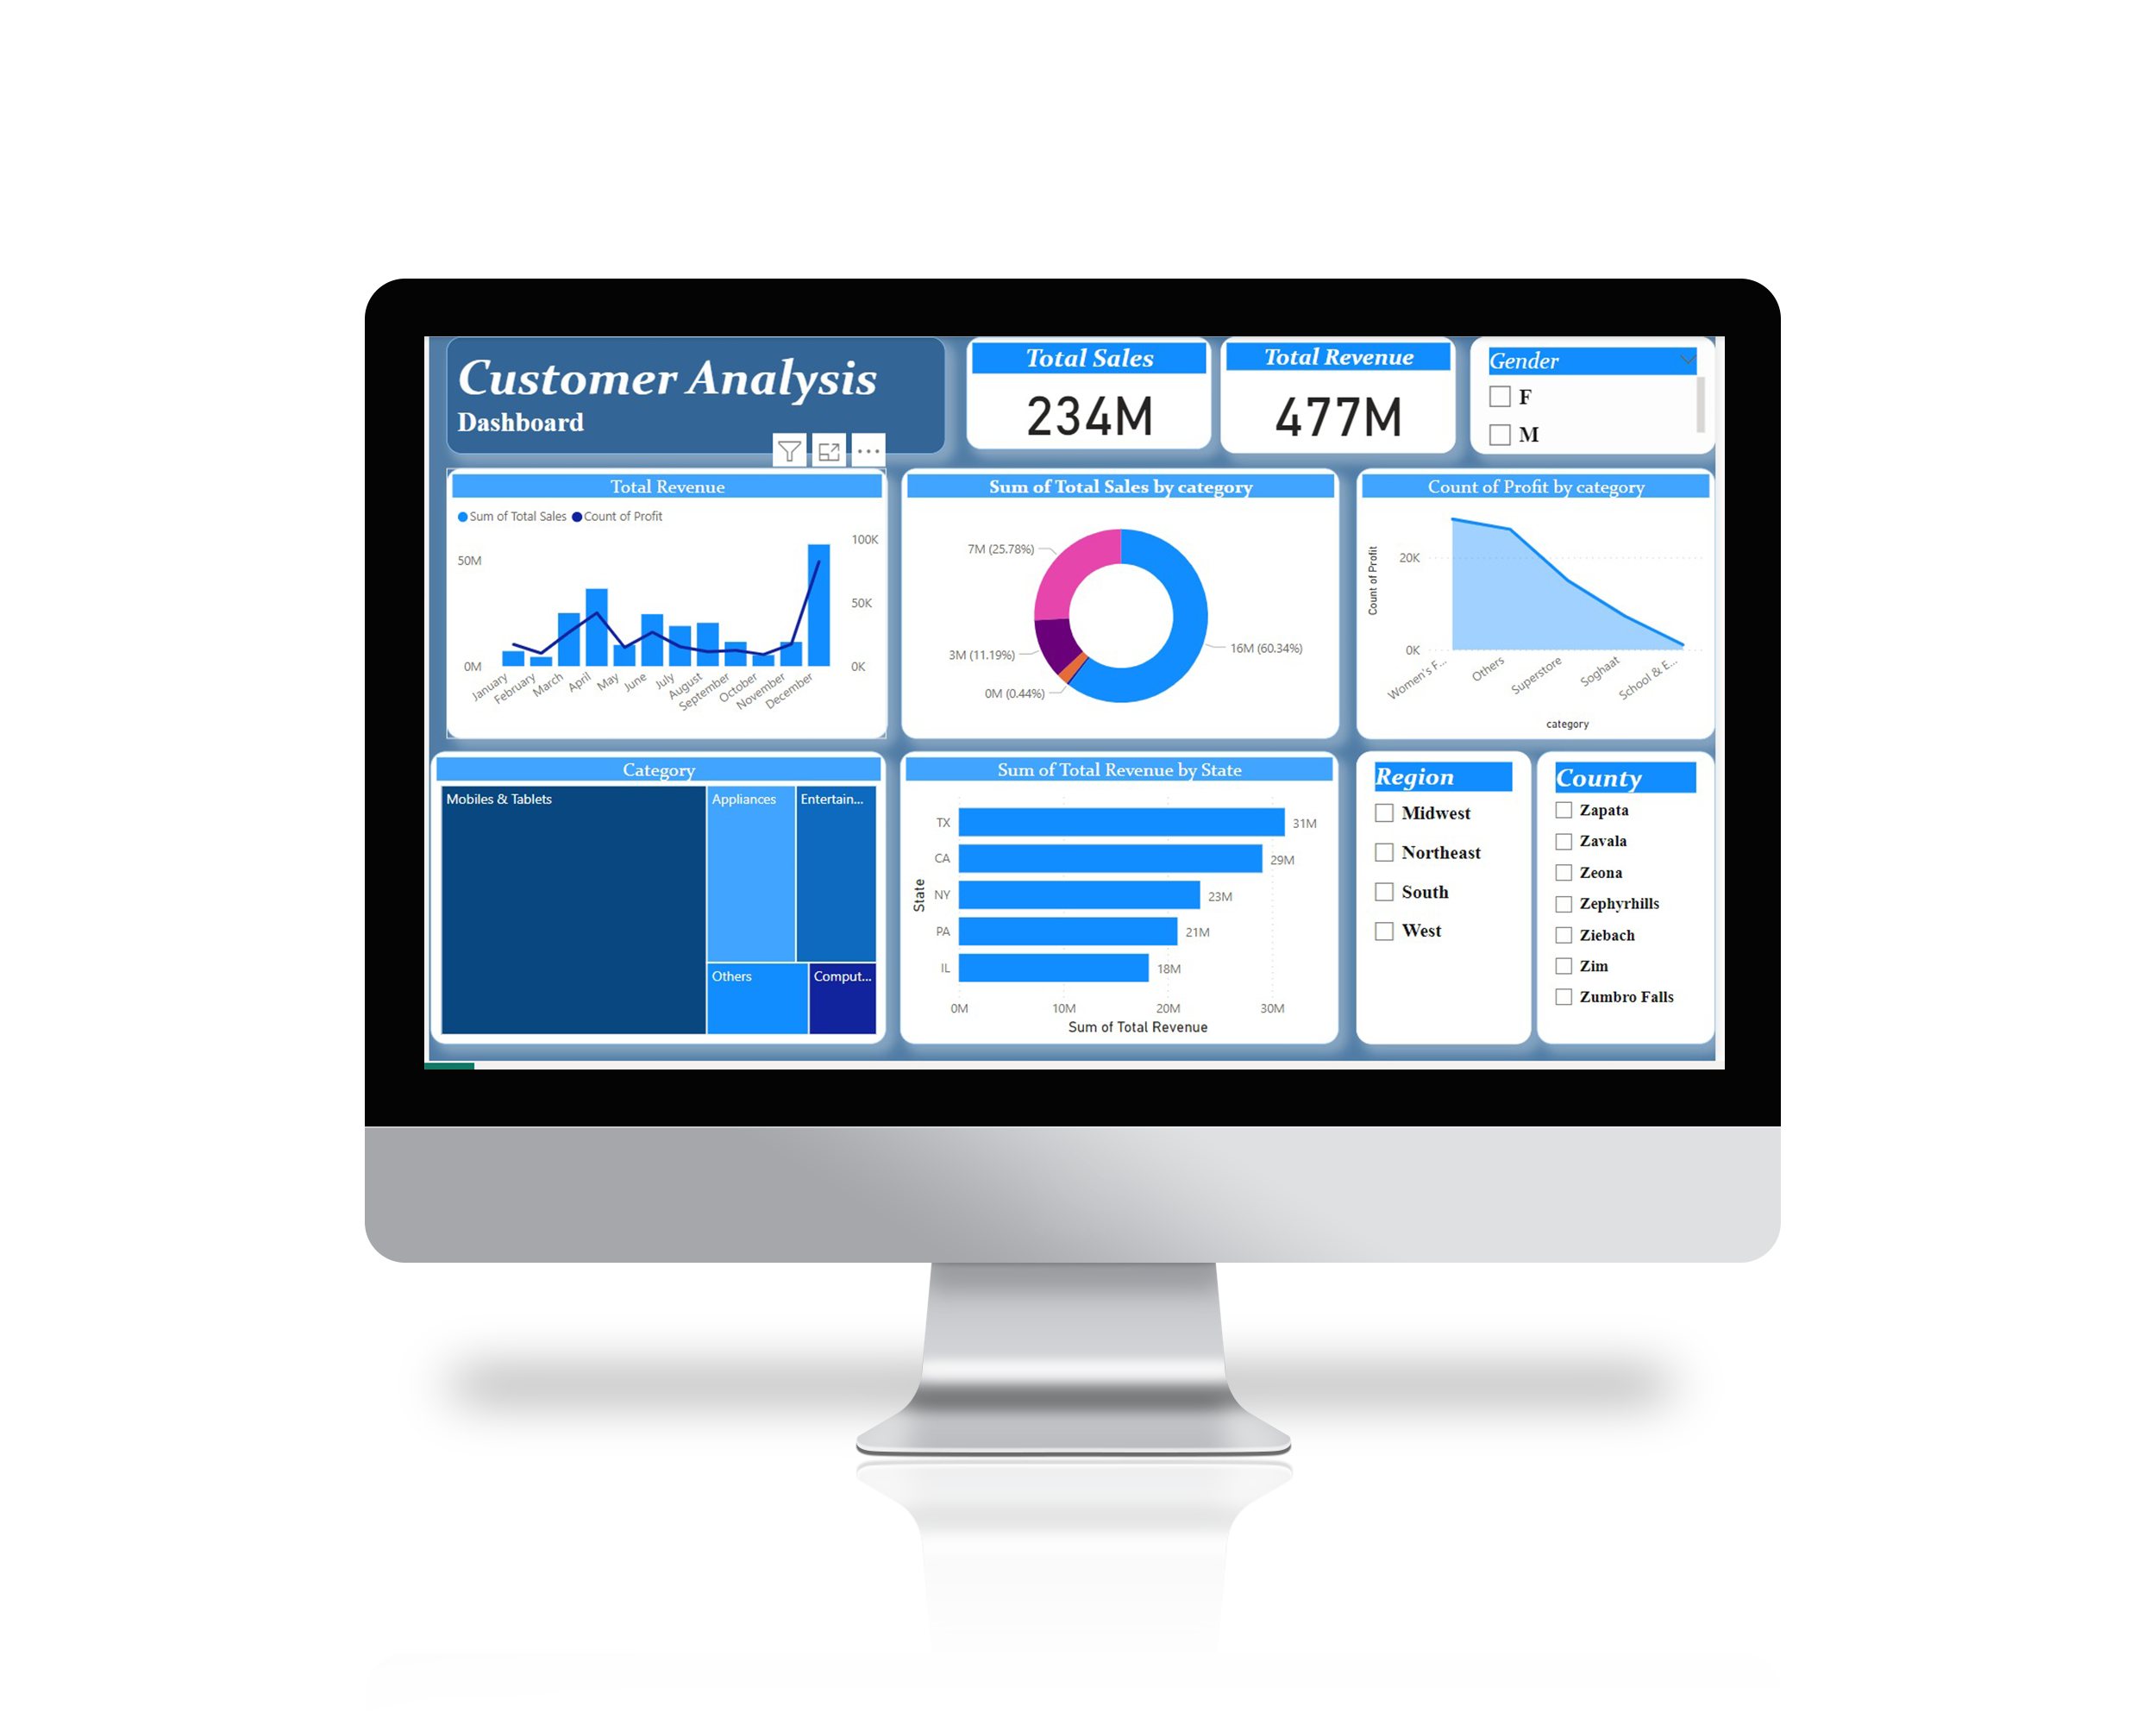 Customer Analysis
Dashboard
Total Sales
234M
Total Revenue
477M
Gender
F
M
Total Revenue
Sum of Total Sales Count of Profit
50M
0M
100K
50K
0K
January
February
March
April
May
June
July
August
September
October
November
December
Sum of Total Sales by category
7M (25.78%)
3M (11.19%)
0M (0.44%)
16M (60.34%)
Count of Profit by category
Count of Profit
20K
0K
Women's F...
Others
Superstore
Soghaat
School & E...
category
Category
Mobiles & Tablets
Appliances
Entertain...
Others
Comput...
Sum of Total Revenue by State
State
TX 31M
CA 29M
NY 23M
PA 21M
IL 18M
0M 10M 20M 30M
Sum of Total Revenue
Region
Midwest
Northeast
South
West
County
Zapata
Zavala
Zeona
Zephyrhills
Ziebach
Zim
Zumbro Falls